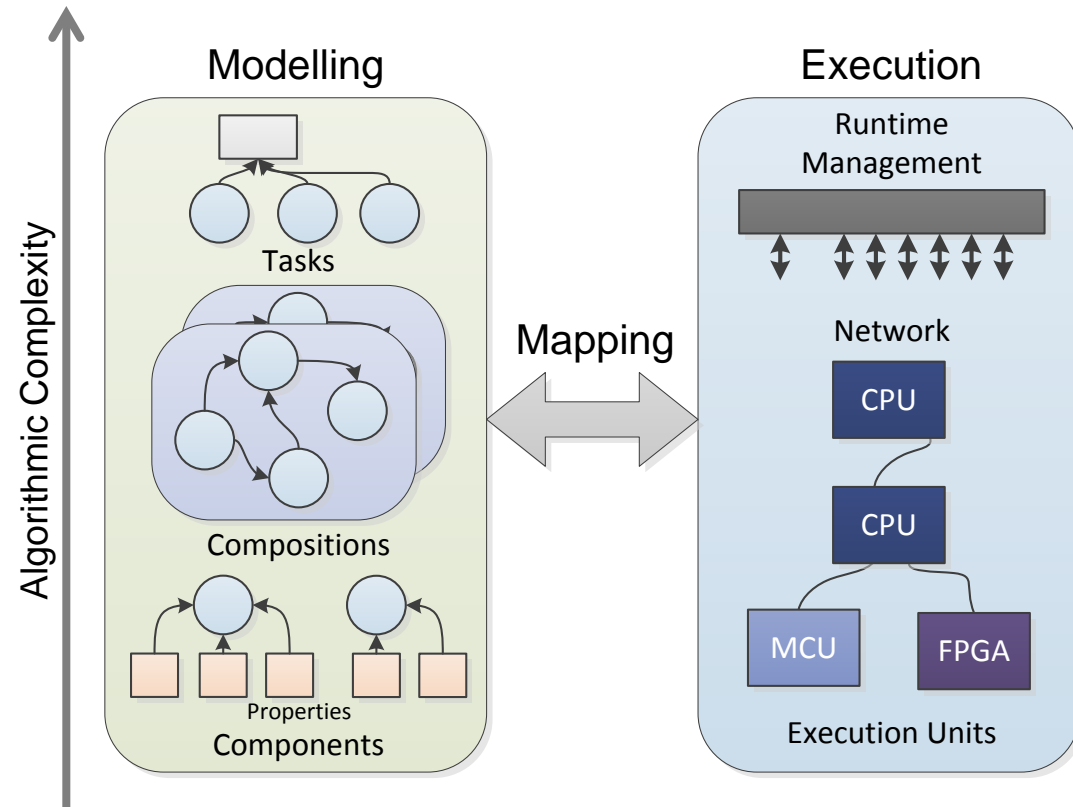 Algorithmic Complexity
Modelling
Tasks
Compositions
Properties
Components
Mapping
Execution
Runtime
Management
Network
CPU
CPU
MCU
FPGA
Execution Units